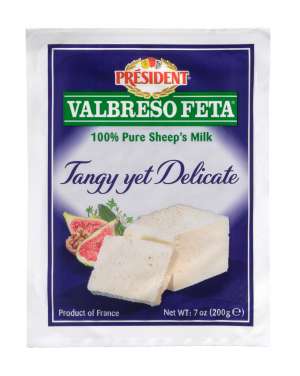 PRÉSIDENT
VALBRESO FETA®
100% Pure Sheep's Milk
Tangy yet Delicate
Product of France
Net WT: 7 oz (200g ℮)